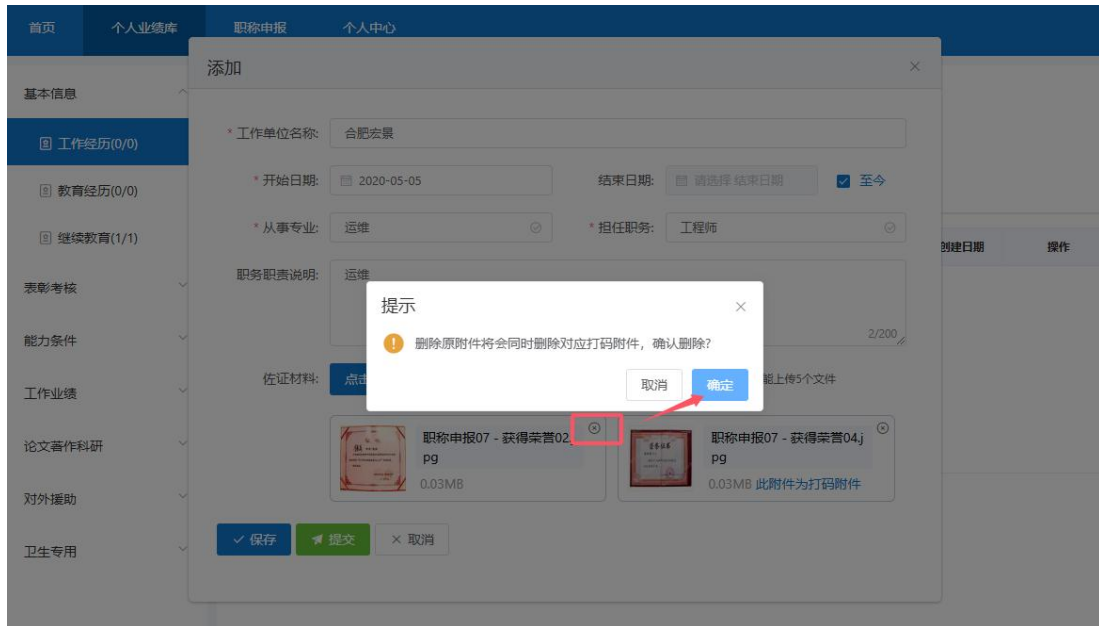 首页 个人业绩库 职称申报 个人中心
添加
基本信息
工作经历(0/0)
教育经历(0/0)
继续教育(1/1)
表彰考核
能力条件
工作业绩
论文著作科研
对外援助
卫生专用
* 工作单位名称: 合肥宏景
* 开始日期: 2020-05-05 结束日期: 请选择 结束日期 至今
* 从事专业: 运维 * 担任职务: 工程师
创建日期 操作
职务职责说明: 运维
2/200
提示
删除原附件将会同时删除对应打码附件，确认删除?
取消 确定
佐证材料: 点击 能上传5个文件
职称申报07 - 获得荣誉02.j
pg
0.03MB
职称申报07 - 获得荣誉04.j
pg
0.03MB 此附件为打码附件
保存 提交 取消